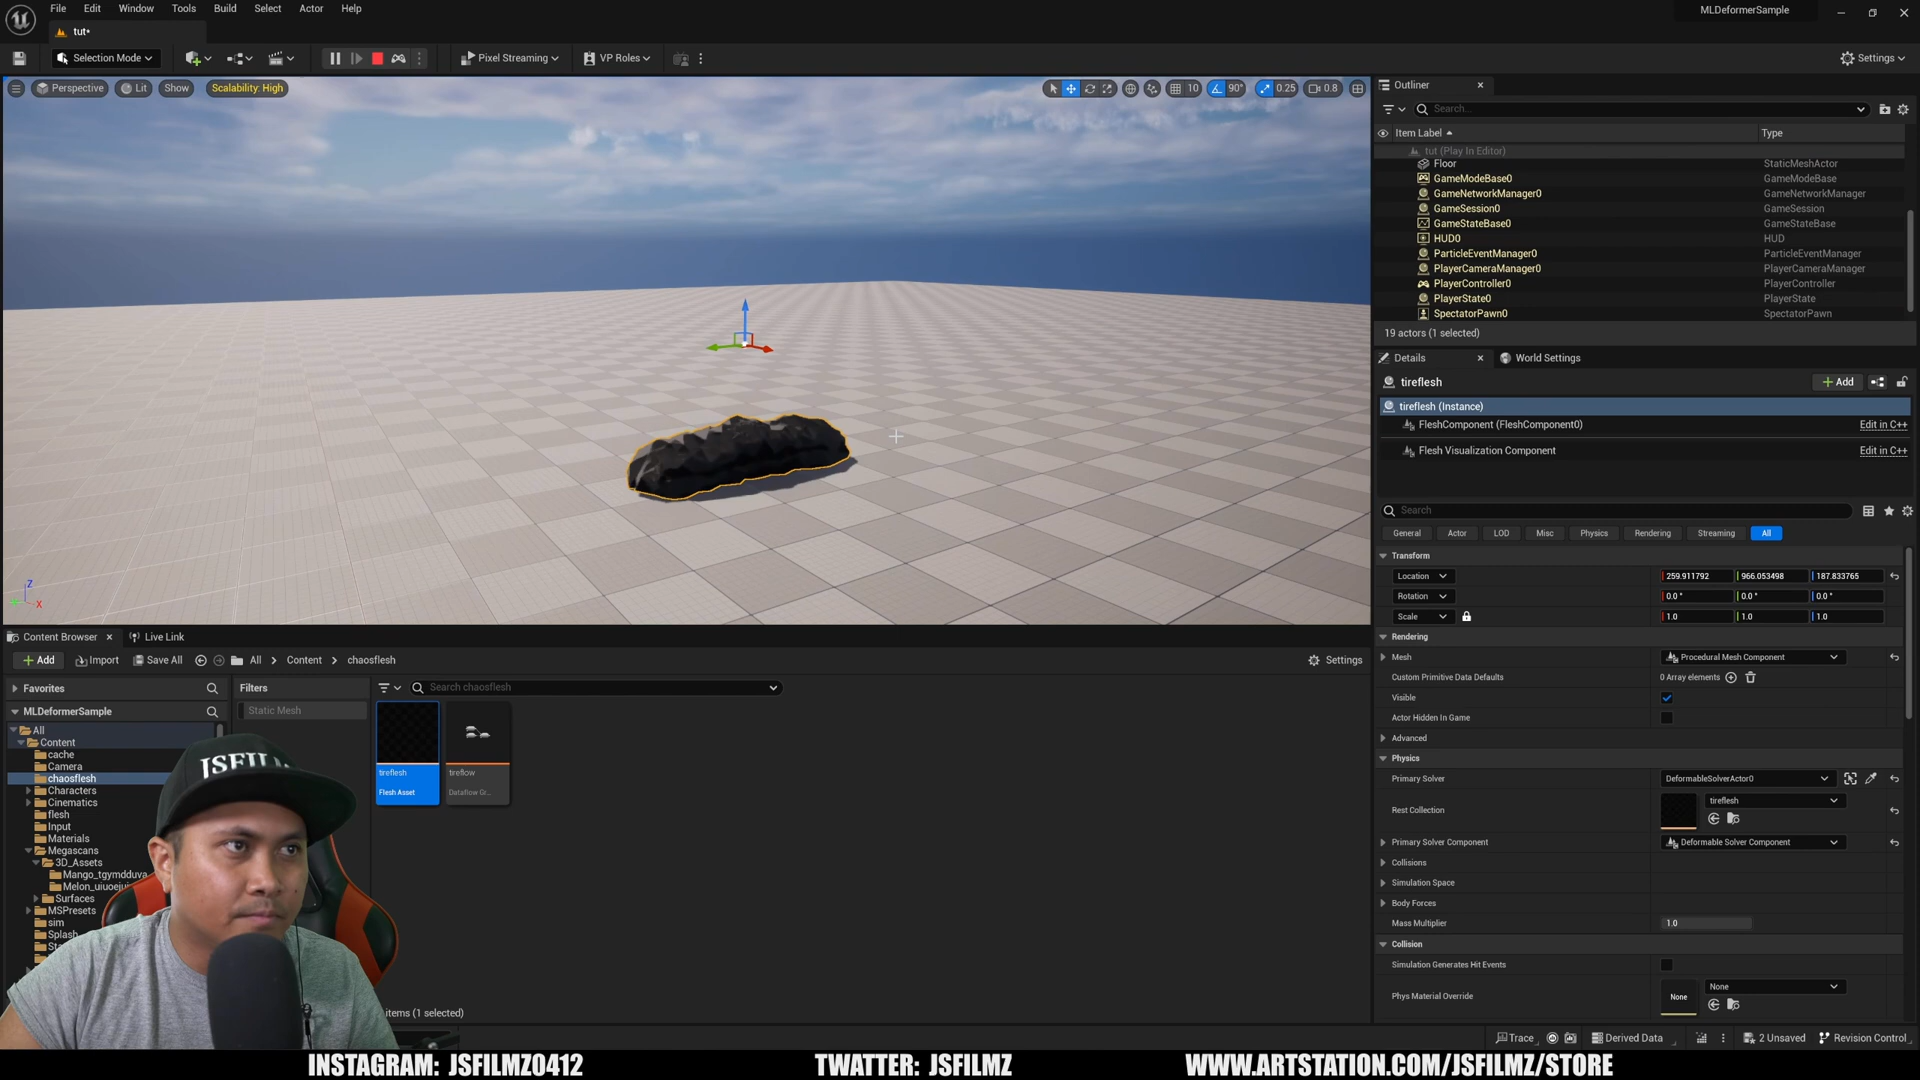 File Edit Window Tools Build Select Actor Help
MLDeformerSample
tut•
Selection Mode
Pixel Streaming
VP Roles
Settings
Perspective
Lit
Show
Scalability: High
10
90°
0.25
0.8
Outliner
Search...
Item Label
Type
tut (Play In Editor)
Floor StaticMeshActor
GameModeBase0 GameModeBase
GameNetworkManager0 GameNetworkManager
GameSession0 GameSession
GameStateBase0 GameStateBase
HUD0 HUD
ParticleEventManager0 ParticleEventManager
PlayerCameraManager0 PlayerCameraManager
PlayerController0 PlayerController
PlayerState0 PlayerState
SpectatorPawn0 SpectatorPawn
19 actors (1 selected)
Details
World Settings
tireflesh
Add
tireflesh (Instance)
FleshComponent (FleshComponent0) Edit in C++
Flesh Visualization Component Edit in C++
Search
General Actor LOD Misc Physics Rendering Streaming All
Transform
Location 259.911792 966.053498 187.833765
Rotation 0.0 ° 0.0 ° 0.0 °
Scale 1.0 1.0 1.0
Rendering
Mesh Procedural Mesh Component
Custom Primitive Data Defaults 0 Array elements
Visible
Actor Hidden In Game
Advanced
Physics
Primary Solver DeformableSolverActor0
Rest Collection tireflesh
Primary Solver Component Deformable Solver Component
Collisions
Simulation Space
Body Forces
Mass Multiplier 1.0
Collision
Simulation Generates Hit Events
Phys Material Override None None
Z
X
Content Browser
Live Link
Add
Import
Save All
All
Content
chaosflesh
Settings
Favorites
MLDeformerSample
All
Content
cache
Camera
chaosflesh
Characters
Cinematics
flesh
Input
Materials
Megascans
3D_Assets
Mango_tgymdduva
Melon_uiuoeju
Surfaces
MSPresets
sim
Splash
Filters
Static Mesh
Search chaosflesh
tireflesh
Flesh Asset
tireflow
Dataflow Gr...
items (1 selected)
JSFILM
Trace
Derived Data
2 Unsaved
Revision Control
INSTAGRAM: JSFILMZ0412
TWATTER: JSFILMZ
WWW.ARTSTATION.COM/JSFILMZ/STORE